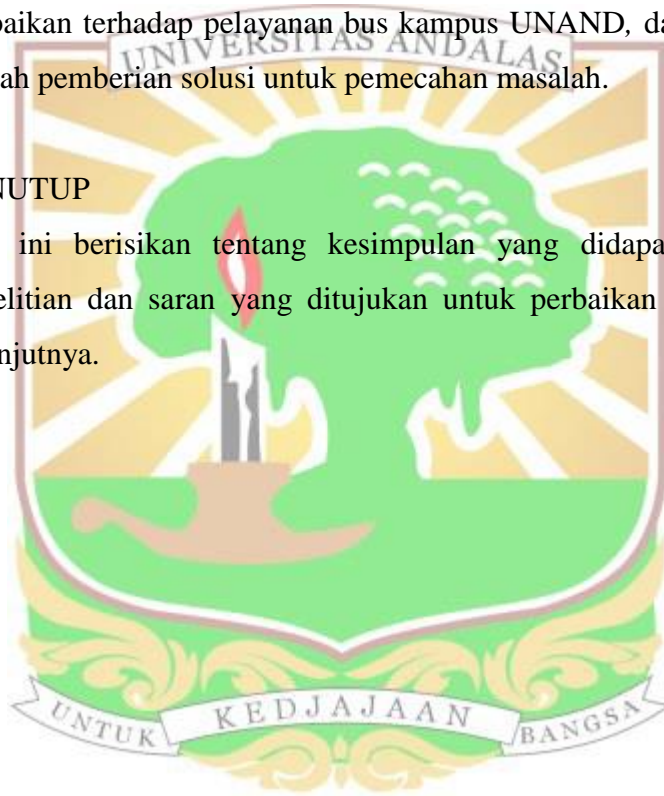 baikan terhadap pelayanan bus kampus UNAND, da
UNIVERSITAS ANDALAS
ah pemberian solusi untuk pemecahan masalah.
NUTUP
ini berisikan tentang kesimpulan yang didapa
elitian dan saran yang ditujukan untuk perbaikan
njutnya.
UNTUK KEDJAJAAN BANGSA